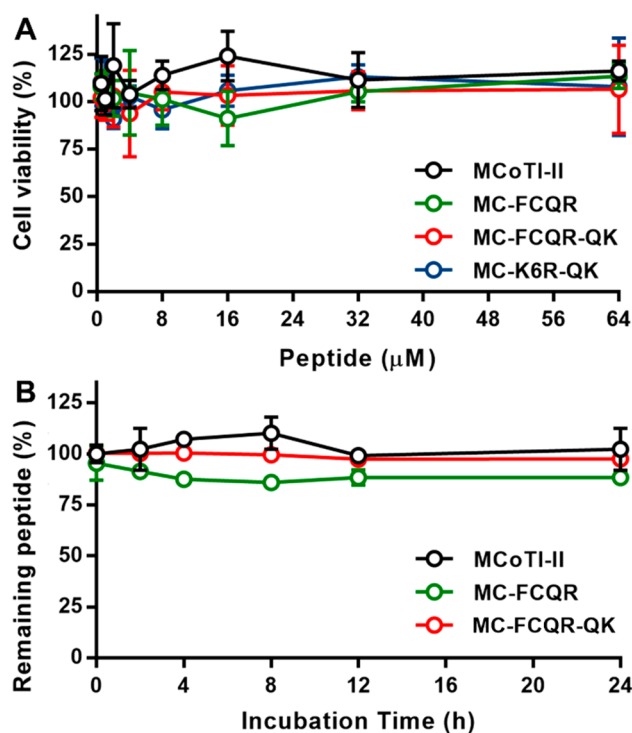 A
Cell viability (%)
125
100
75
50
25
0
MCoTI-II
MC-FCQR
MC-FCQR-QK
MC-K6R-QK
0 8 16 24 32 40 48 56 64
Peptide (μM)
B
Remaining peptide (%)
125
100
75
50
25
0
MCoTI-II
MC-FCQR
MC-FCQR-QK
0 4 8 12 16 20 24
Incubation Time (h)